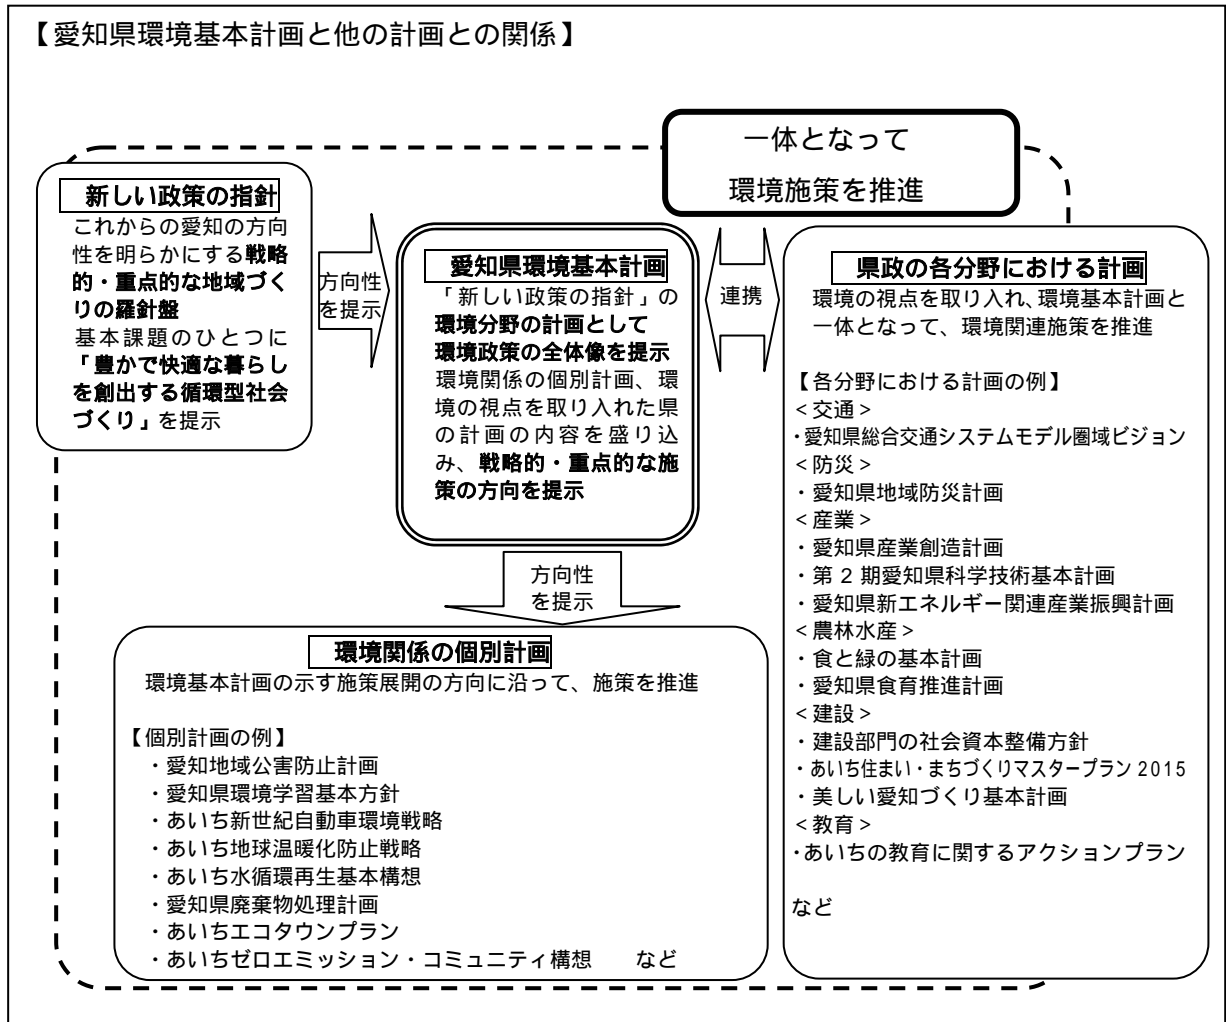 【愛知県環境基本計画と他の計画との関係】
一体となって
環境施策を推進
新しい政策の指針
これからの愛知の方向
性を明らかにする戦略
的・重点的な地域づく
りの羅針盤
基本課題のひとつに
「豊かで快適な暮らし
を創出する循環型社会
づくり」を提示
方向性
を提示
愛知県環境基本計画
「新しい政策の指針」の
環境分野の計画として
環境政策の全体像を提示
環境関係の個別計画、環
境の視点を取り入れた県
の計画の内容を盛り込
み、戦略的・重点的な施
策の方向を提示
連携
県政の各分野における計画
環境の視点を取り入れ、環境基本計画と
一体となって、環境関連施策を推進
【各分野における計画の例】
<交通>
・愛知県総合交通システムモデル圏域ビジョン
<防災>
・愛知県地域防災計画
<産業>
・愛知県産業創造計画
・第2期愛知県科学技術基本計画
・愛知県新エネルギー関連産業振興計画
<農林水産>
・食と緑の基本計画
・愛知県食育推進計画
<建設>
・建設部門の社会資本整備方針
・あいち住まい・まちづくりマスタープラン2015
・美しい愛知づくり基本計画
<教育>
・あいちの教育に関するアクションプラン
など
方向性
を提示
環境関係の個別計画
環境基本計画の示す施策展開の方向に沿って、施策を推進
【個別計画の例】
・愛知地域公害防止計画
・愛知県環境学習基本方針
・あいち新世紀自動車環境戦略
・あいち地球温暖化防止戦略
・あいち水循環再生基本構想
・愛知県廃棄物処理計画
・あいちエコタウンプラン
・あいちゼロエミッション・コミュニティ構想　など